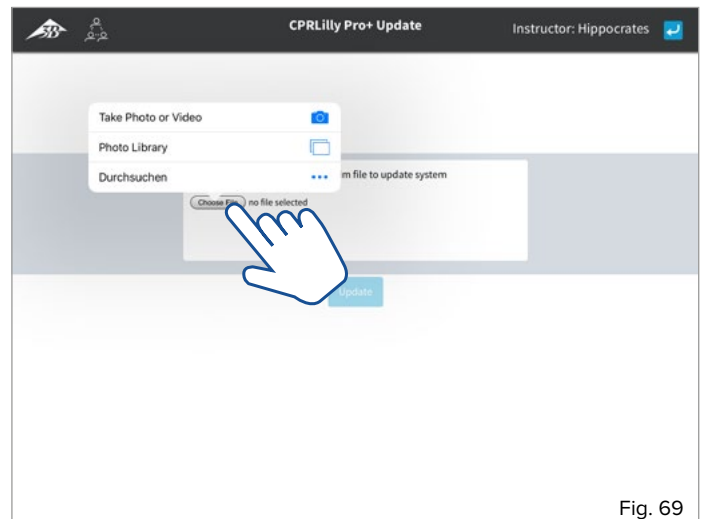 3B CPRLilly Pro+ Update Instructor: Hippocrates
Take Photo or Video
Photo Library
Durchsuchen
m file to update system
Choose File no file selected
Update
Fig. 69